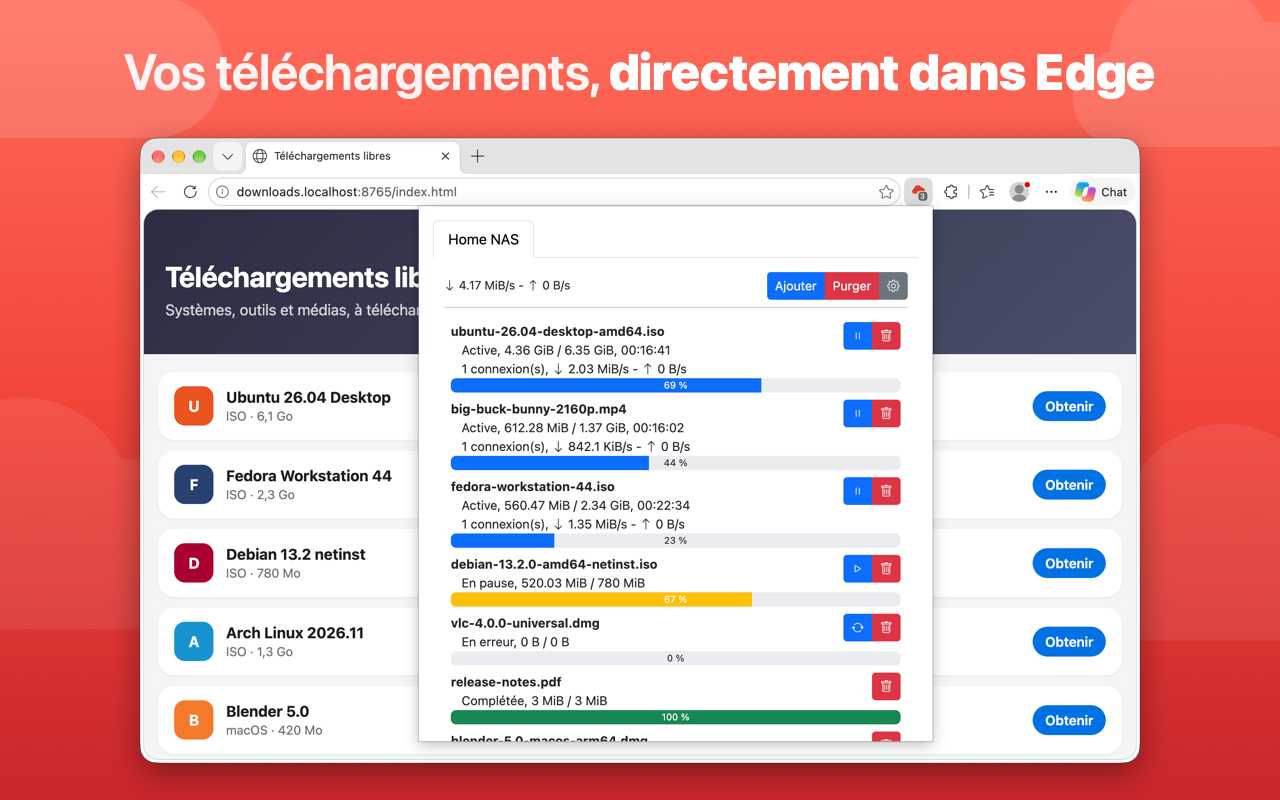 Vos téléchargements, directement dans Edge
Téléchargements libres
downloads.localhost:8765/index.html
3
Chat
Téléchargements lib
Systèmes, outils et médias, à téléchar
Home NAS
↓ 4.17 MiB/s - ↑ 0 B/s
Ajouter Purger
ubuntu-26.04-desktop-amd64.iso
Active, 4.36 GiB / 6.35 GiB, 00:16:41
1 connexion(s), ↓ 2.03 MiB/s - ↑ 0 B/s
69 %
big-buck-bunny-2160p.mp4
Active, 612.28 MiB / 1.37 GiB, 00:16:02
1 connexion(s), ↓ 842.1 KiB/s - ↑ 0 B/s
44 %
fedora-workstation-44.iso
Active, 560.47 MiB / 2.34 GiB, 00:22:34
1 connexion(s), ↓ 1.35 MiB/s - ↑ 0 B/s
23 %
debian-13.2.0-amd64-netinst.iso
En pause, 520.03 MiB / 780 MiB
67 %
vlc-4.0.0-universal.dmg
En erreur, 0 B / 0 B
0 %
release-notes.pdf
Complétée, 3 MiB / 3 MiB
100 %
blender-5.0-macos-arm64.dmg
U
Ubuntu 26.04 Desktop
ISO · 6,1 Go
Obtenir
F
Fedora Workstation 44
ISO · 2,3 Go
Obtenir
D
Debian 13.2 netinst
ISO · 780 Mo
Obtenir
A
Arch Linux 2026.11
ISO · 1,3 Go
Obtenir
B
Blender 5.0
macOS · 420 Mo
Obtenir